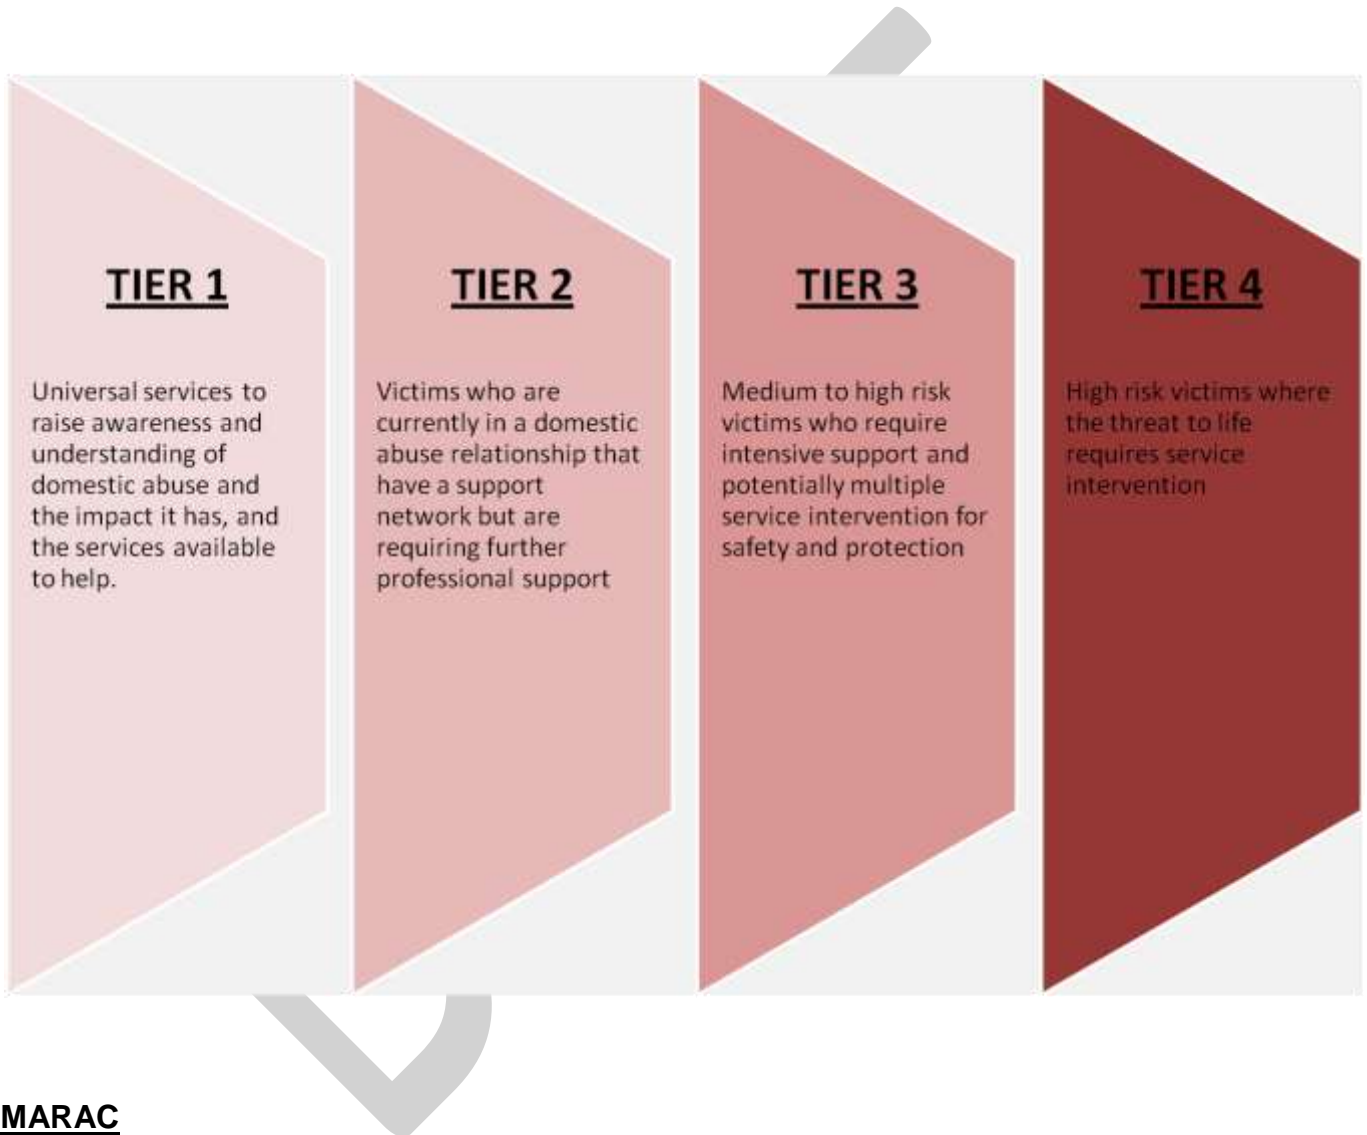 TIER 1
Universal services to
raise awareness and
understanding of
domestic abuse and
the impact it has, and
the services available
to help.
TIER 2
Victims who are
currently in a domestic
abuse relationship that
have a support
network but are
requiring further
professional support
TIER 3
Medium to high risk
victims who require
intensive support and
potentially multiple
service intervention for
safety and protection
TIER 4
High risk victims where
the threat to life
requires service
intervention
MARAC